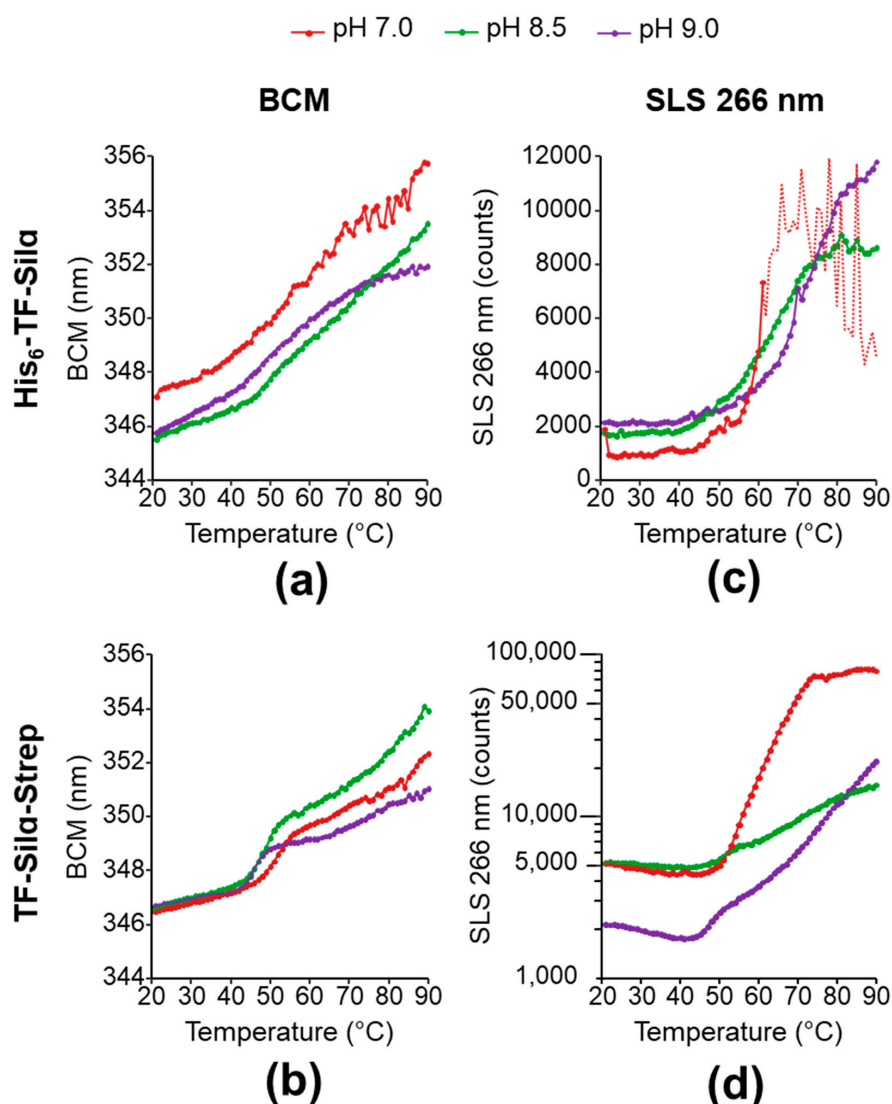 pH 7.0 pH 8.5 pH 9.0
BCM
SLS 266 nm
His₆-TF-Silα
BCM (nm)
356
354
352
350
348
346
344
20 30 40 50 60 70 80 90
Temperature (°C)
(a)
SLS 266 nm (counts)
12000
10000
8000
6000
4000
2000
0
20 30 40 50 60 70 80 90
Temperature (°C)
(c)
TF-Silα-Strep
BCM (nm)
356
354
352
350
348
346
344
20 30 40 50 60 70 80 90
Temperature (°C)
(b)
SLS 266 nm (counts)
100,000
50,000
10,000
5,000
1,000
20 30 40 50 60 70 80 90
Temperature (°C)
(d)